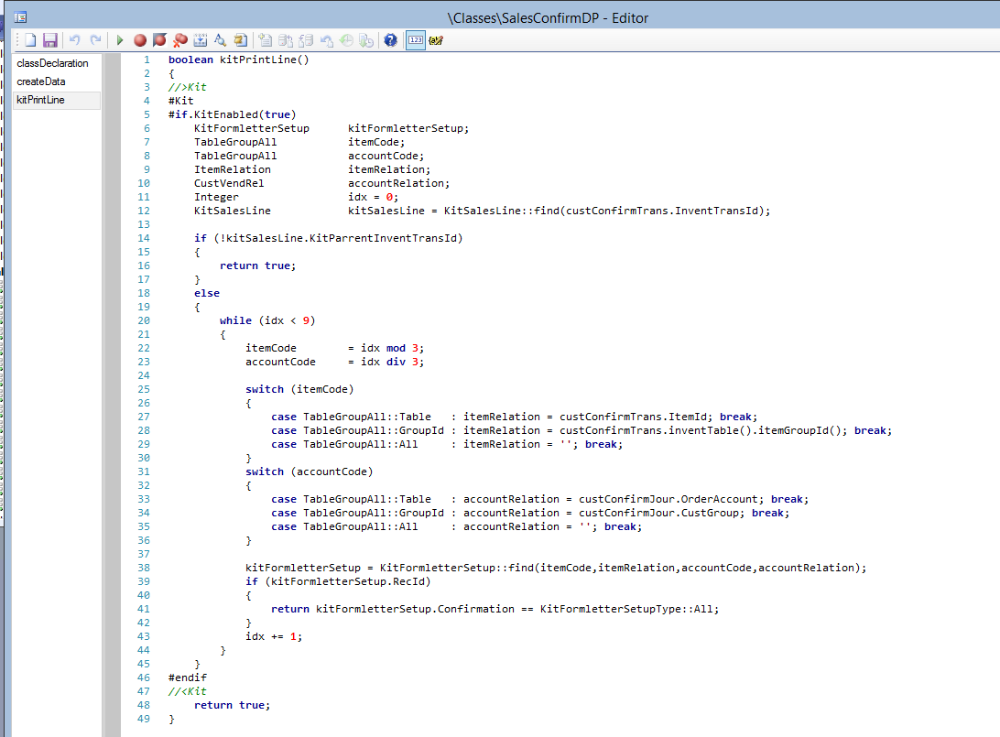 \Classes\SalesConfirmDP - Editor
123
classDeclaration
createData
kitPrintLine
1 boolean kitPrintLine()
2 {
3 //>Kit
4 #Kit
5 #if.KitEnabled(true)
6 KitFormletterSetup kitFormletterSetup;
7 TableGroupAll itemCode;
8 TableGroupAll accountCode;
9 ItemRelation itemRelation;
10 CustVendRel accountRelation;
11 Integer idx = 0;
12 KitSalesLine kitSalesLine = KitSalesLine::find(custConfirmTrans.InventTransId);
13
14 if (!kitSalesLine.KitParrentInventTransId)
15 {
16 return true;
17 }
18 else
19 {
20 while (idx < 9)
21 {
22 itemCode = idx mod 3;
23 accountCode = idx div 3;
24
25 switch (itemCode)
26 {
27 case TableGroupAll::Table : itemRelation = custConfirmTrans.ItemId; break;
28 case TableGroupAll::GroupId : itemRelation = custConfirmTrans.inventTable().itemGroupId(); break;
29 case TableGroupAll::All : itemRelation = ''; break;
30 }
31 switch (accountCode)
32 {
33 case TableGroupAll::Table : accountRelation = custConfirmJour.OrderAccount; break;
34 case TableGroupAll::GroupId : accountRelation = custConfirmJour.CustGroup; break;
35 case TableGroupAll::All : accountRelation = ''; break;
36 }
37
38 kitFormletterSetup = KitFormletterSetup::find(itemCode,itemRelation,accountCode,accountRelation);
39 if (kitFormletterSetup.RecId)
40 {
41 return kitFormletterSetup.Confirmation == KitFormletterSetupType::All;
42 }
43 idx += 1;
44 }
45 }
46 #endif
47 //<Kit
48 return true;
49 }